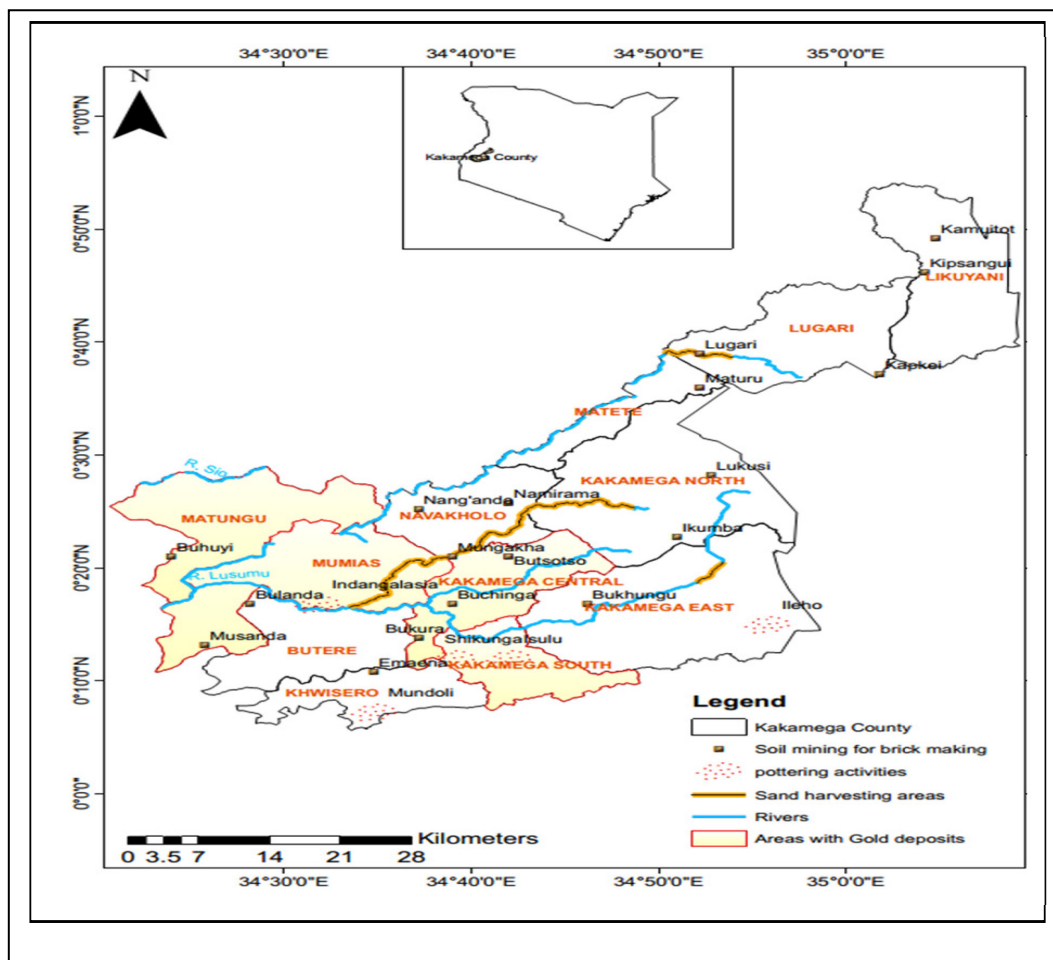 34°30'0"E 34°40'0"E 34°50'0"E 35°0'0"E
N
1°0'0"N
Kakamega County
0°50'0"N
Kamuitot
Kipsangui
LIKUYANI
LUGARI
0°40'0"N
Lugari
Kapkei
Maturu
MATETE
0°30'0"N
R. Sio
Lukusi
KAKAMEGA NORTH
Nang'anda
Namirama
NAVAKHOLO
MATUNGU
Ikumba
Buhuyi
MUMIAS
Mungakha
Butsotso
0°20'0"N
R. Lusumu
Indangalasia
KAKAMEGA CENTRAL
Bulanda
Buchinga
Bukhungu
KAKAMEGA EAST
Ileho
Musanda
BUTERE
Bukura
Shikungatsulu
Emaena
KAKAMEGA SOUTH
0°10'0"N
KHWISERO
Mundoli
Legend
Kakamega County
Soil mining for brick making
pottering activities
Sand harvesting areas
Rivers
Areas with Gold deposits
0°0'0"
Kilometers
0 3.5 7 14 21 28
34°30'0"E 34°40'0"E 34°50'0"E 35°0'0"E